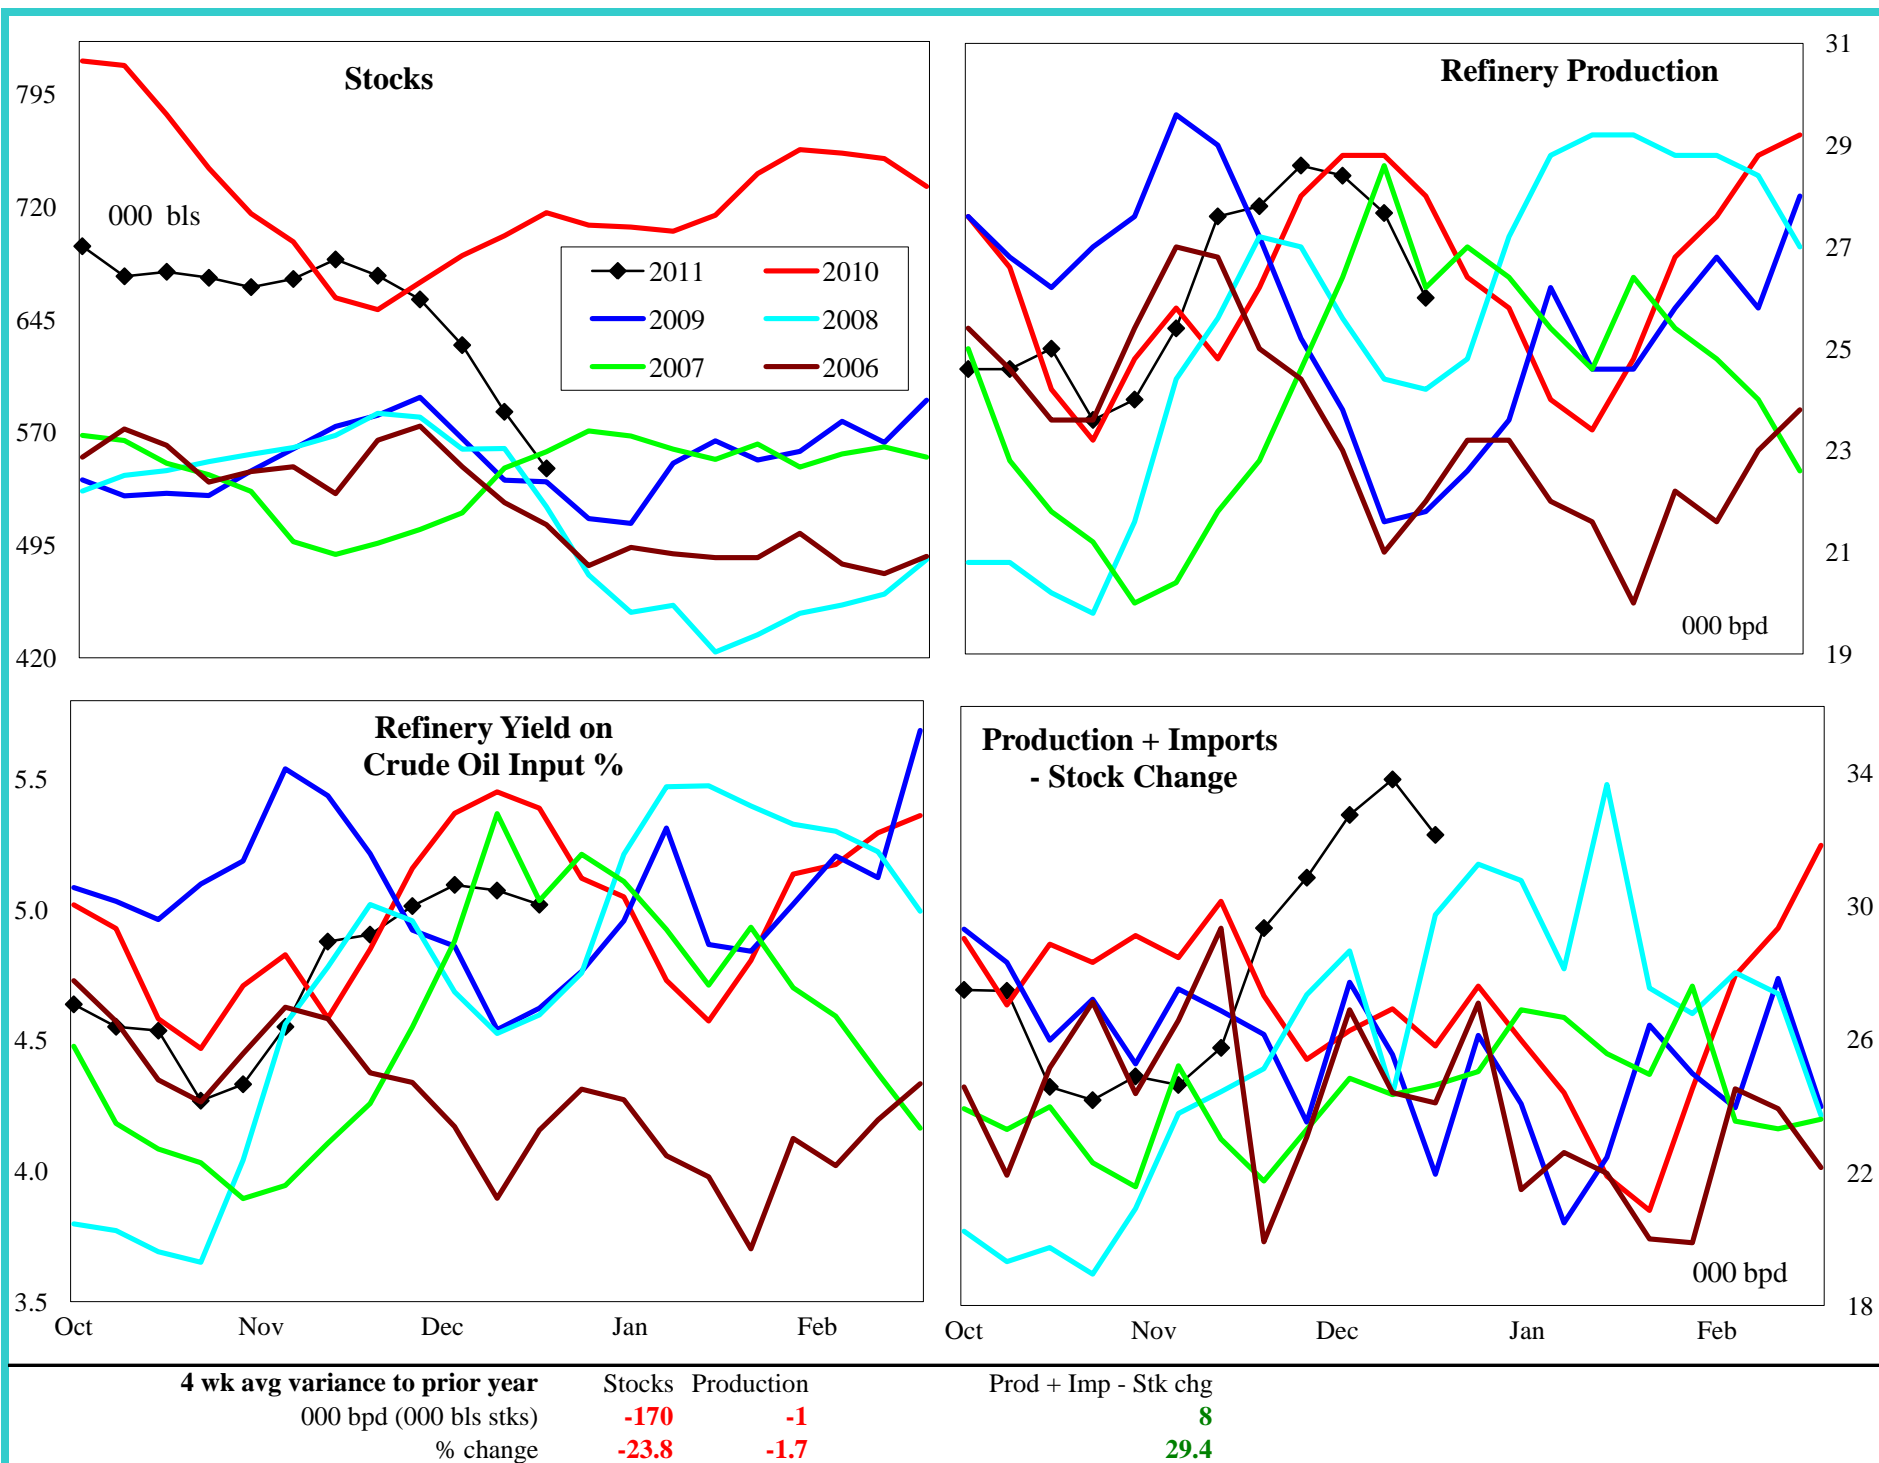 Stocks
795
720
645
570
495
420
000 bls
2011
2010
2009
2008
2007
2006
Refinery Production
31
29
27
25
23
21
19
000 bpd
Refinery Yield on
Crude Oil Input %
5.5
5.0
4.5
4.0
3.5
Oct Nov Dec Jan Feb
Production + Imports
- Stock Change
34
30
26
22
18
000 bpd
Oct Nov Dec Jan Feb
4 wk avg variance to prior year Stocks Production Prod + Imp - Stk chg
000 bpd (000 bls stks) -170 -1 8
% change -23.8 -1.7 29.4